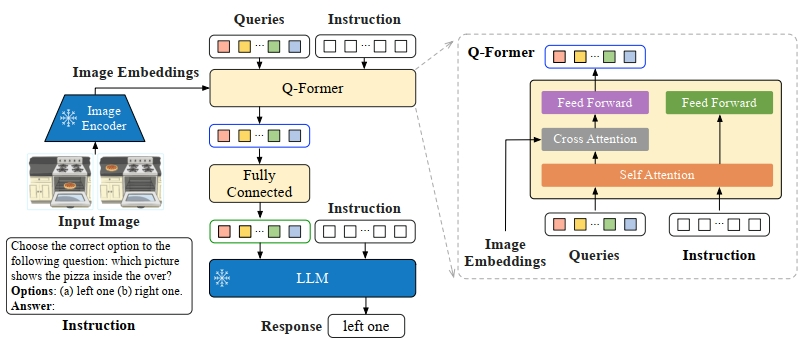 Queries
Instruction
Image Embeddings
Q-Former
Image
Encoder
Input Image
Fully
Connected
Instruction
Choose the correct option to the
following question: which picture
shows the pizza inside the over?
Options: (a) left one (b) right one.
Answer:
Instruction
LLM
Response
left one
Q-Former
Feed Forward
Feed Forward
Cross Attention
Self Attention
Image
Embeddings
Queries
Instruction